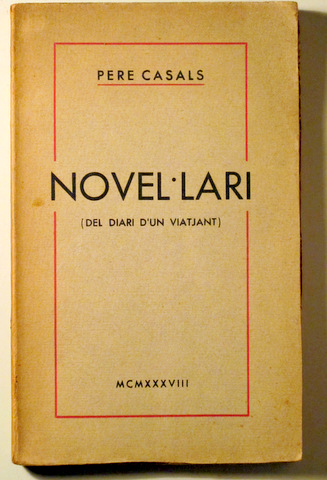 PERE CASALS
NOVEL·LARI
(DEL DIARI D'UN VIATJANT)
MCMXXXVIII